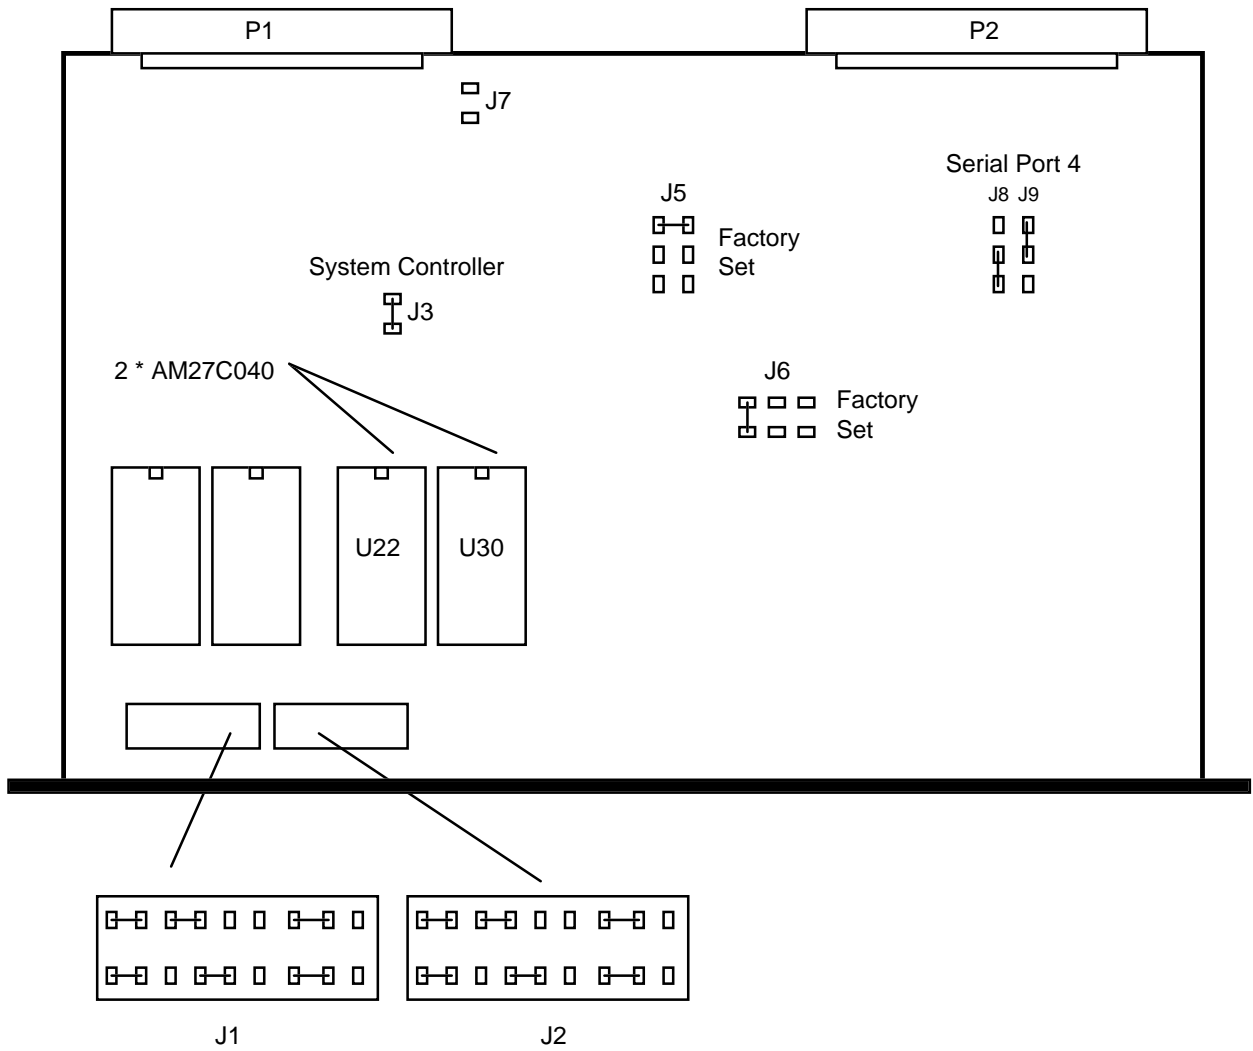 P1
P2
J7
Serial Port 4
J8 J9
J5
Factory
Set
System Controller
J3
2 * AM27C040
J6
Factory
Set
U22
U30
J1
J2